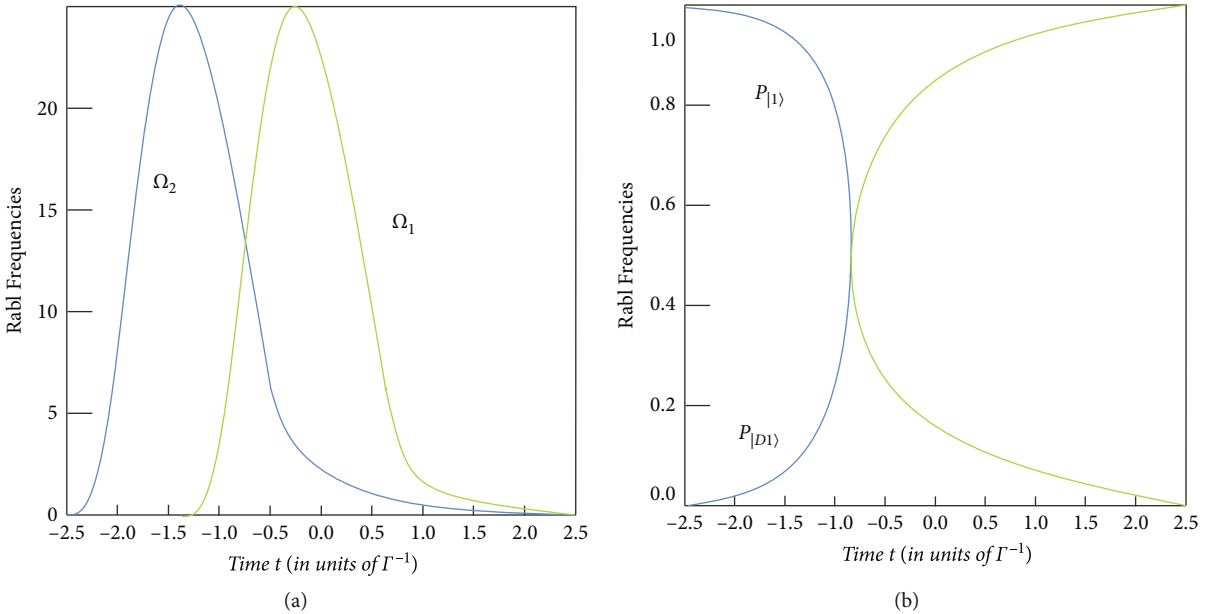 20
15
10
5
0
Rabl Frequencies
Ω2
Ω1
−2.5 −2.0 −1.5 −1.0 −0.5 0.0 0.5 1.0 1.5 2.0 2.5
Time t (in units of Γ−1)
(a)
1.0
0.8
0.6
0.4
0.2
0.0
Rabl Frequencies
P|1⟩
P|D1⟩
−2.5 −2.0 −1.5 −1.0 −0.5 0.0 0.5 1.0 1.5 2.0 2.5
Time t (in units of Γ−1)
(b)